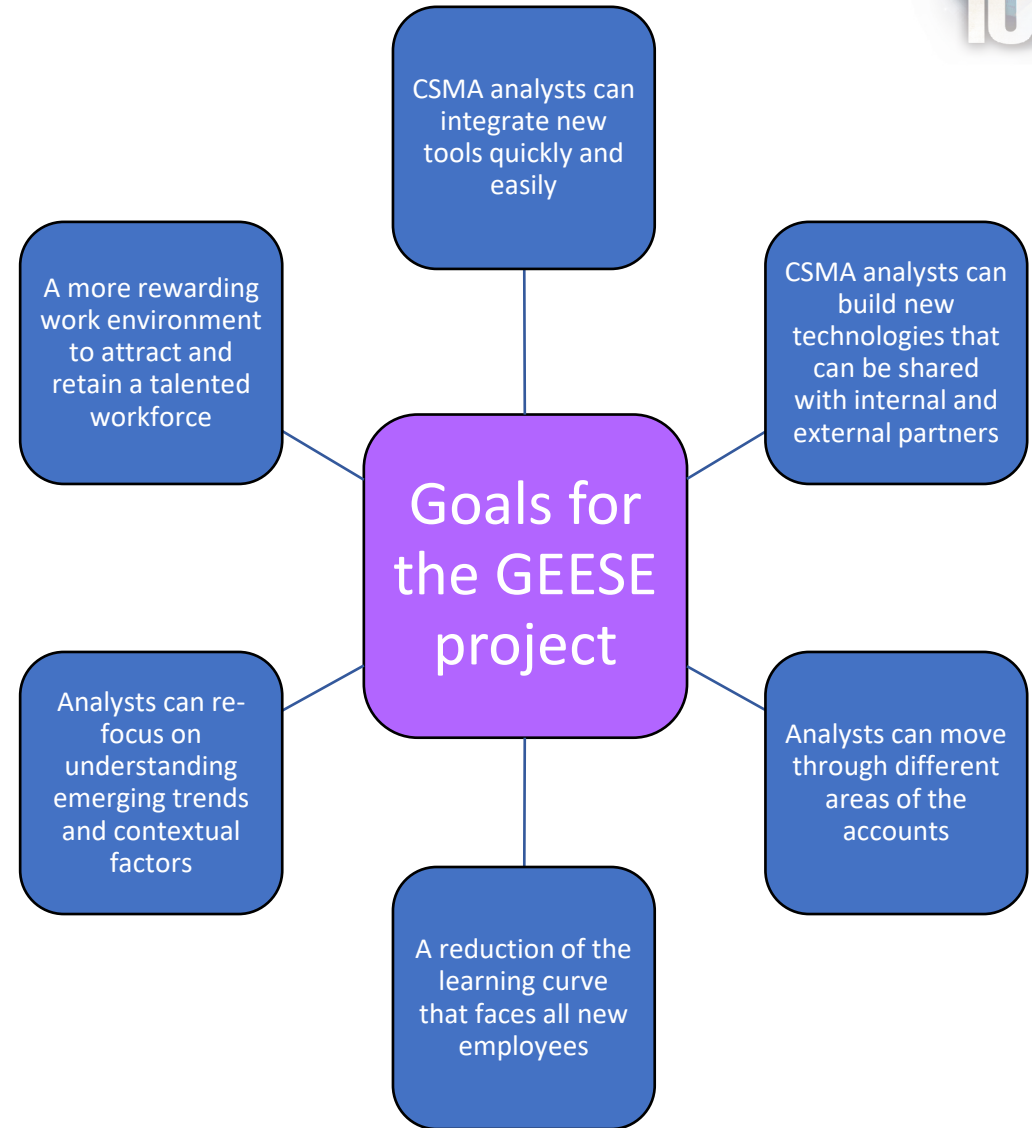 CSMA analysts can
integrate new
tools quickly and
easily
A more rewarding
work environment
to attract and
retain a talented
workforce
CSMA analysts can
build new
technologies that
can be shared
with internal and
external partners
Goals for
the GEESE
project
Analysts can re-
focus on
understanding
emerging trends
and contextual
factors
Analysts can move
through different
areas of the
accounts
A reduction of the
learning curve
that faces all new
employees